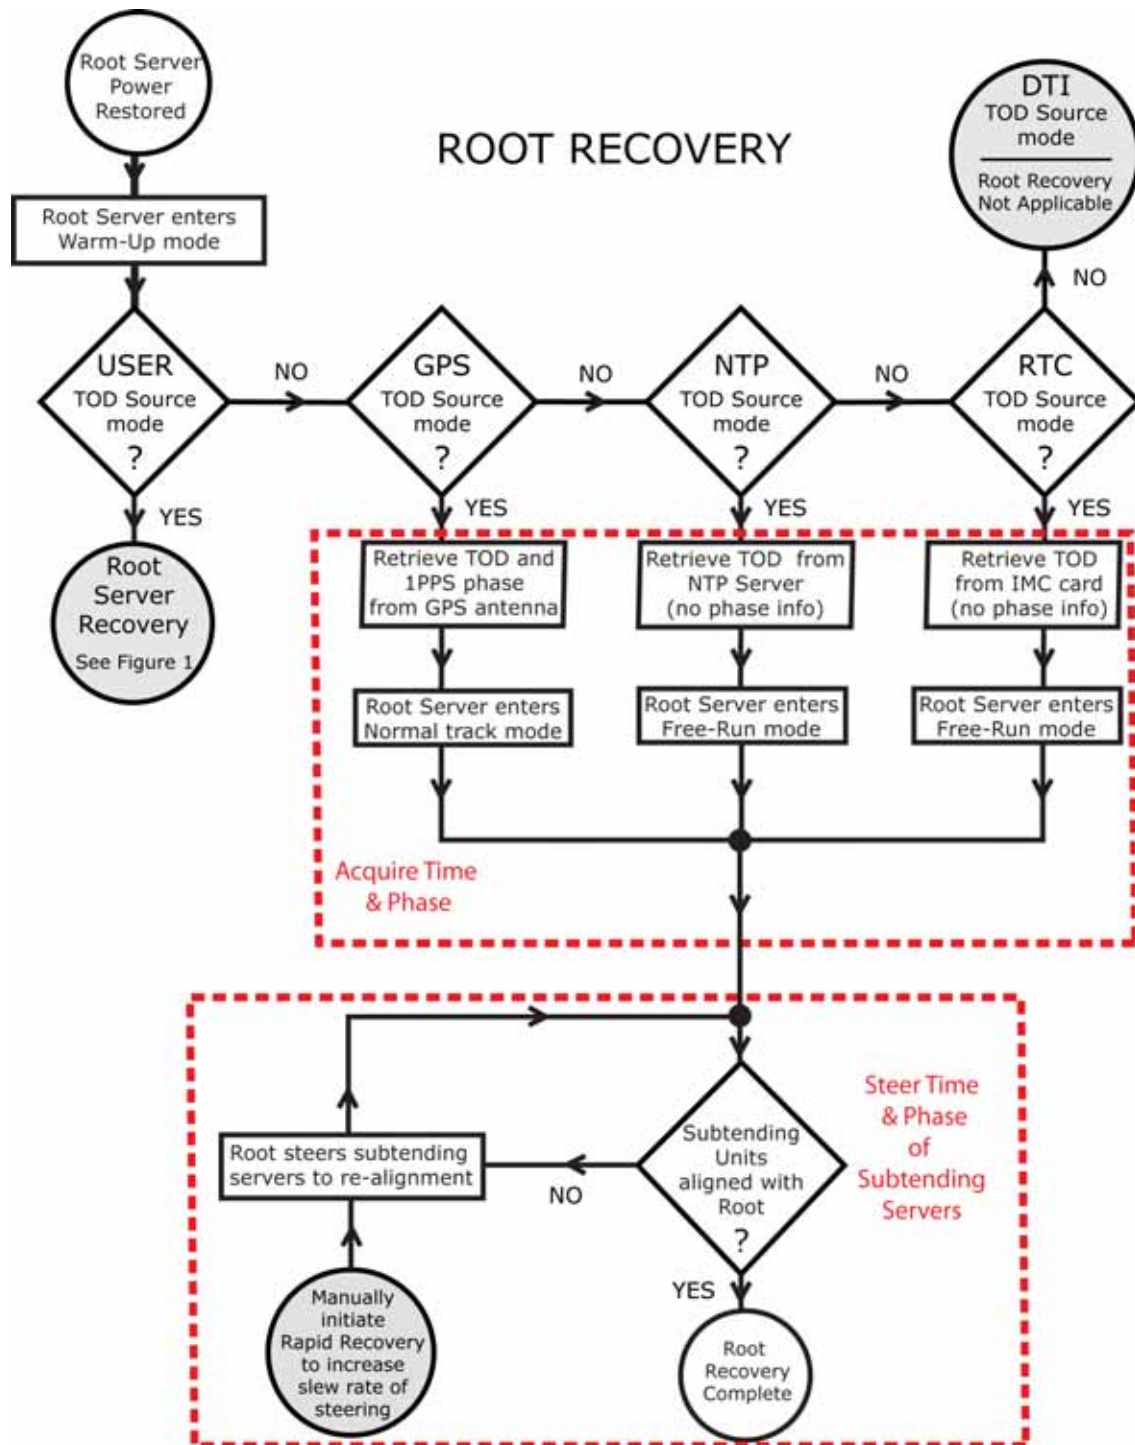 Root Server
Power
Restored
ROOT RECOVERY
DTI
TOD Source
mode
Root Recovery
Not Applicable
Root Server enters
Warm-Up mode
NO
USER
TOD Source
mode
?
NO
GPS
TOD Source
mode
?
NO
NTP
TOD Source
mode
?
NO
RTC
TOD Source
mode
?
YES
YES
YES
YES
Root
Server
Recovery
See Figure 1
Retrieve TOD and
1PPS phase
from GPS antenna
Retrieve TOD from
NTP Server
(no phase info)
Retrieve TOD
from IMC card
(no phase info)
Root Server enters
Normal track mode
Root Server enters
Free-Run mode
Root Server enters
Free-Run mode
Acquire Time
& Phase
Steer Time
& Phase
of
Subtending
Servers
Subtending
Units
aligned with
Root
?
NO
Root steers subtending
servers to re-alignment
YES
Manually
initiate
Rapid Recovery
to increase
slew rate of
steering
Root
Recovery
Complete